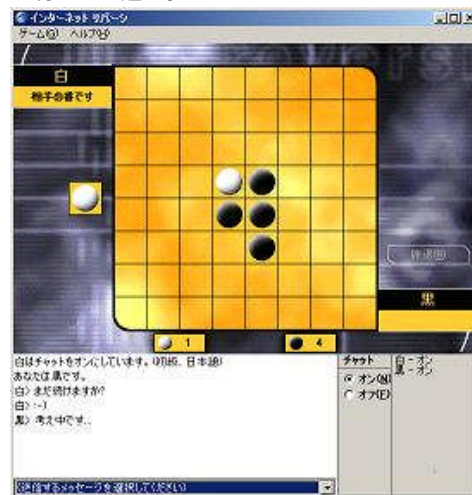 インターネット リバーシ
ゲーム(G) ヘルプ(H)
白
相手の番です
黒
1
4
白はチャットをオンにしています。(初級、日本語)
あなたは黒です。
白> まだ続けますか?
白> :-)
黒> 考え中です..
チャット
オン(N)
オフ(F)
白 - オン
黒 - オン
(送信するメッセージを選択してください)